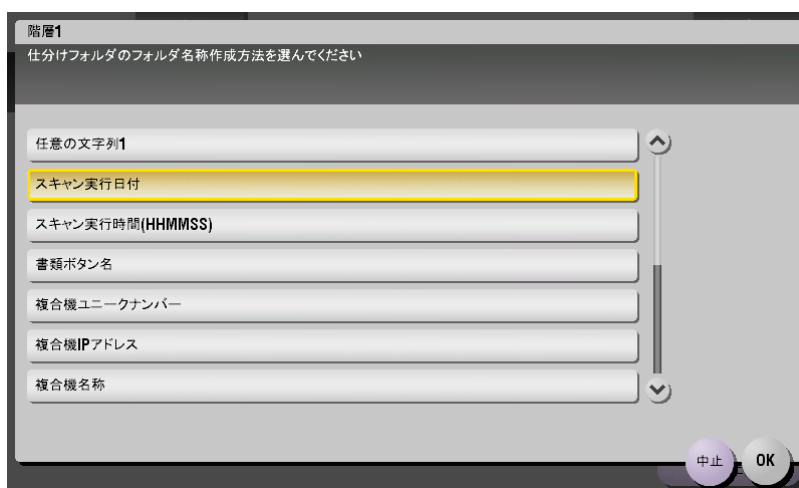 階層1
仕分けフォルダのフォルダ名称作成方法を選んでください
任意の文字列1
スキャン実行日付
スキャン実行時間(HHMMSS)
書類ボタン名
複合機ユニークナンバー
複合機IPアドレス
複合機名称
中止
OK